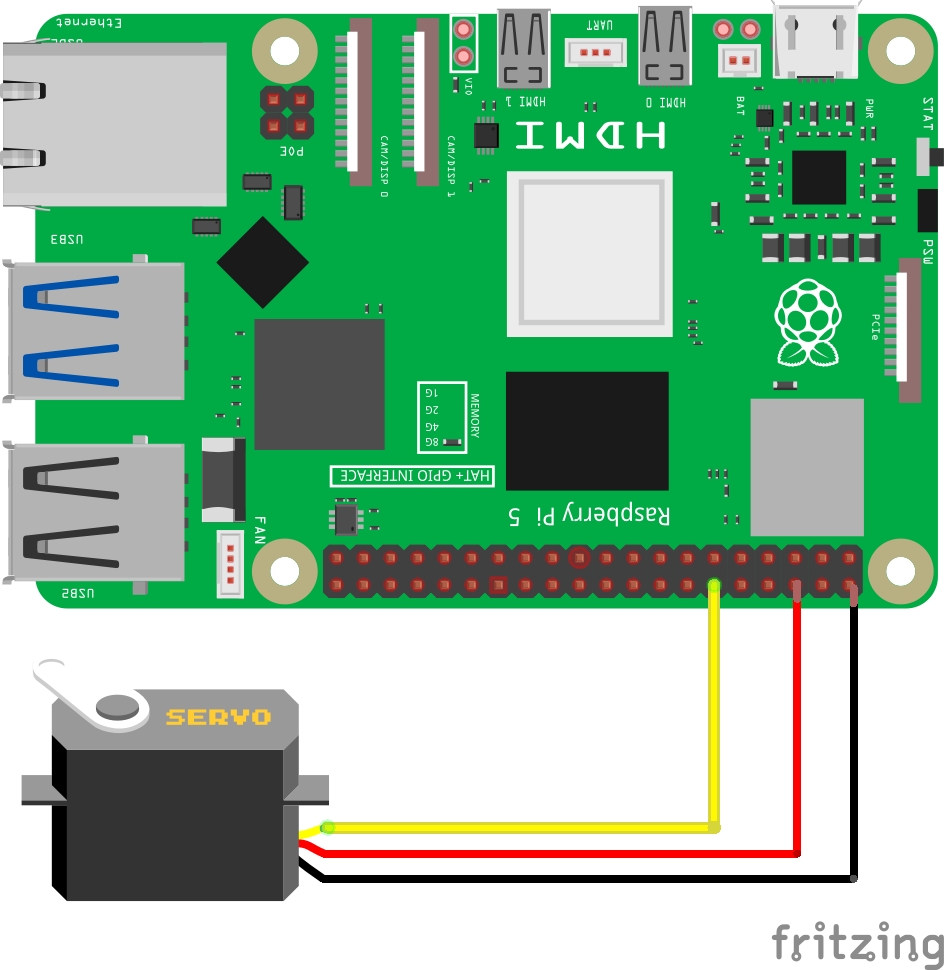 Ethernet
USB2
UART
VIO
HDMI 1
HDMI 0
BAT
PWR
STAT
HDMI
POE
CAM/DISP 0
CAM/DISP 1
USB3
PSW
PCIe
1G
2G
4G
8G
MEMORY
HAT+ GPIO INTERFACE
Raspberry Pi 5
FAN
USB2
SERVO
fritzing